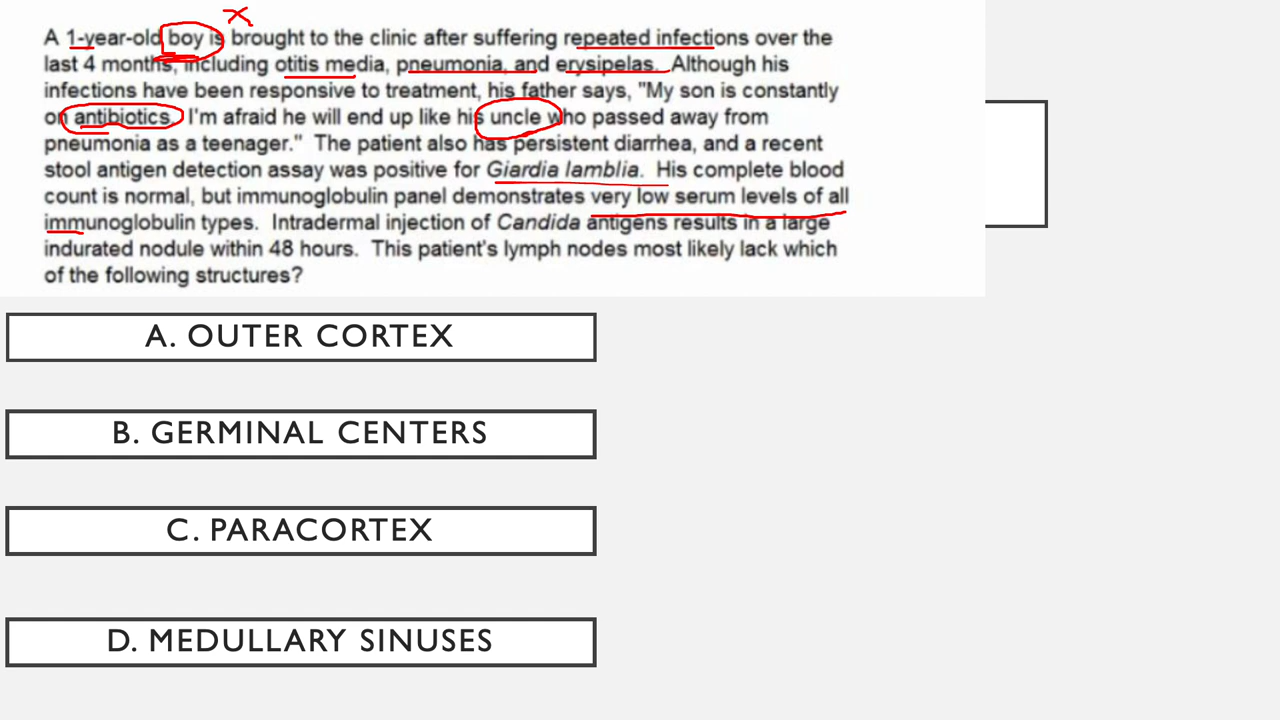 A 1-year-old boy is brought to the clinic after suffering repeated infections over the
last 4 months, including otitis media, pneumonia, and erysipelas. Although his
infections have been responsive to treatment, his father says, "My son is constantly
on antibiotics. I'm afraid he will end up like his uncle who passed away from
pneumonia as a teenager." The patient also has persistent diarrhea, and a recent
stool antigen detection assay was positive for Giardia lamblia. His complete blood
count is normal, but immunoglobulin panel demonstrates very low serum levels of all
immunoglobulin types. Intradermal injection of Candida antigens results in a large
indurated nodule within 48 hours. This patient's lymph nodes most likely lack which
of the following structures?
A. OUTER CORTEX
B. GERMINAL CENTERS
C. PARACORTEX
D. MEDULLARY SINUSES